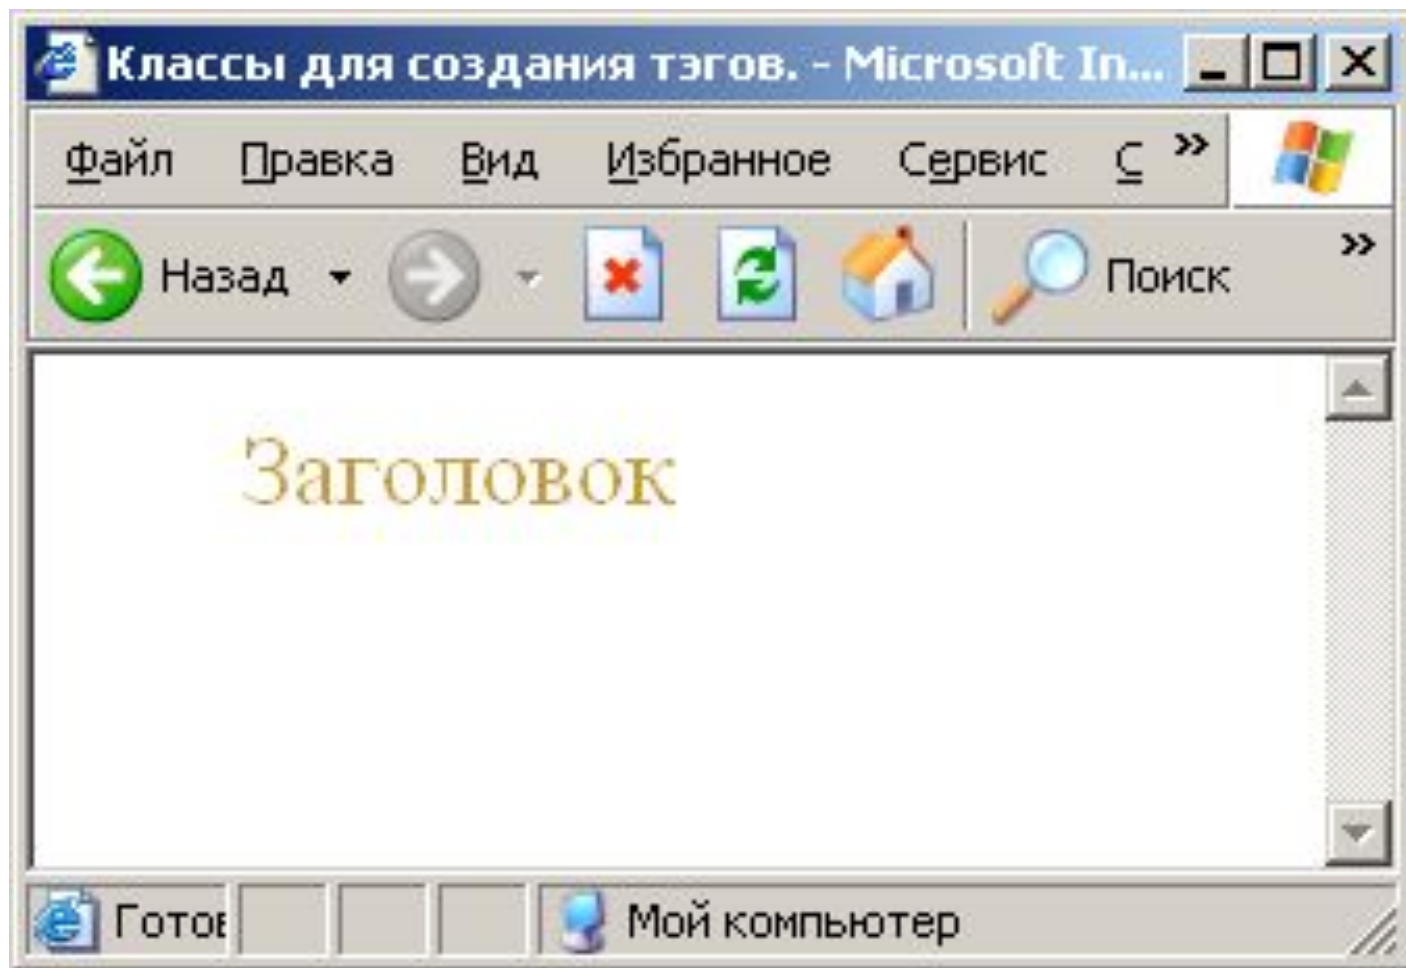 Классы для создания тэгов. - Microsoft In...
Файл Правка Вид Избранное Сервис С »
Назад Поиск »
Заголовок
Готов Мой компьютер